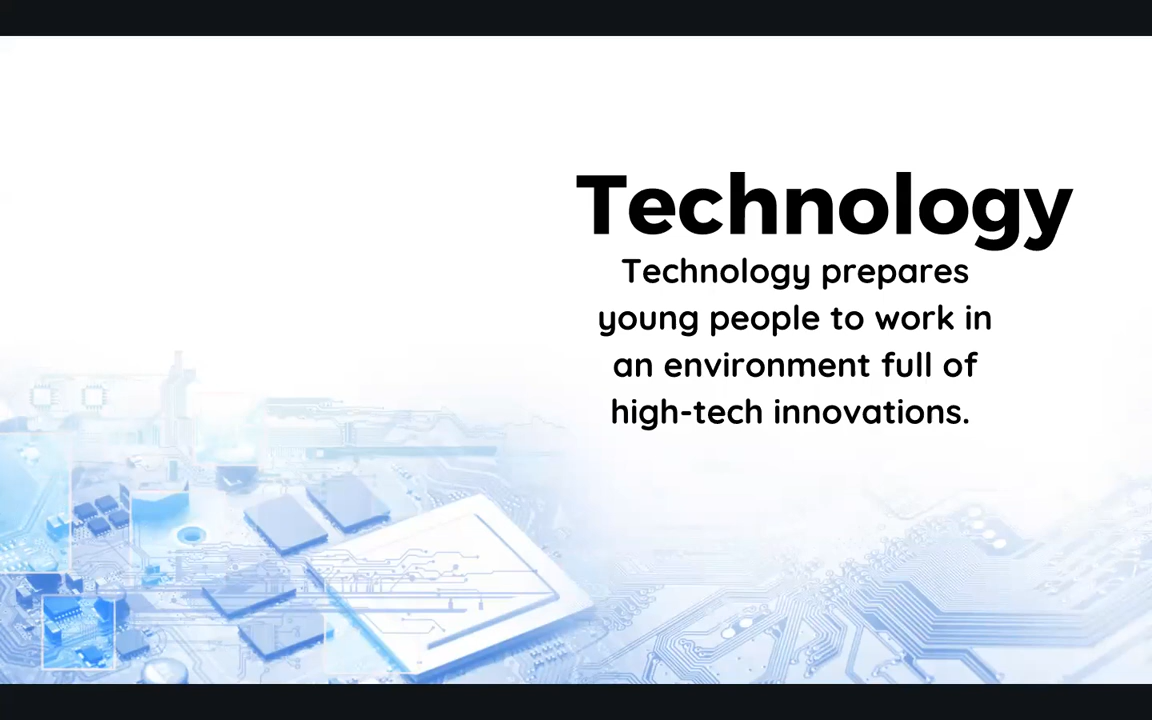 Technology
Technology prepares
young people to work in
an environment full of
high-tech innovations.